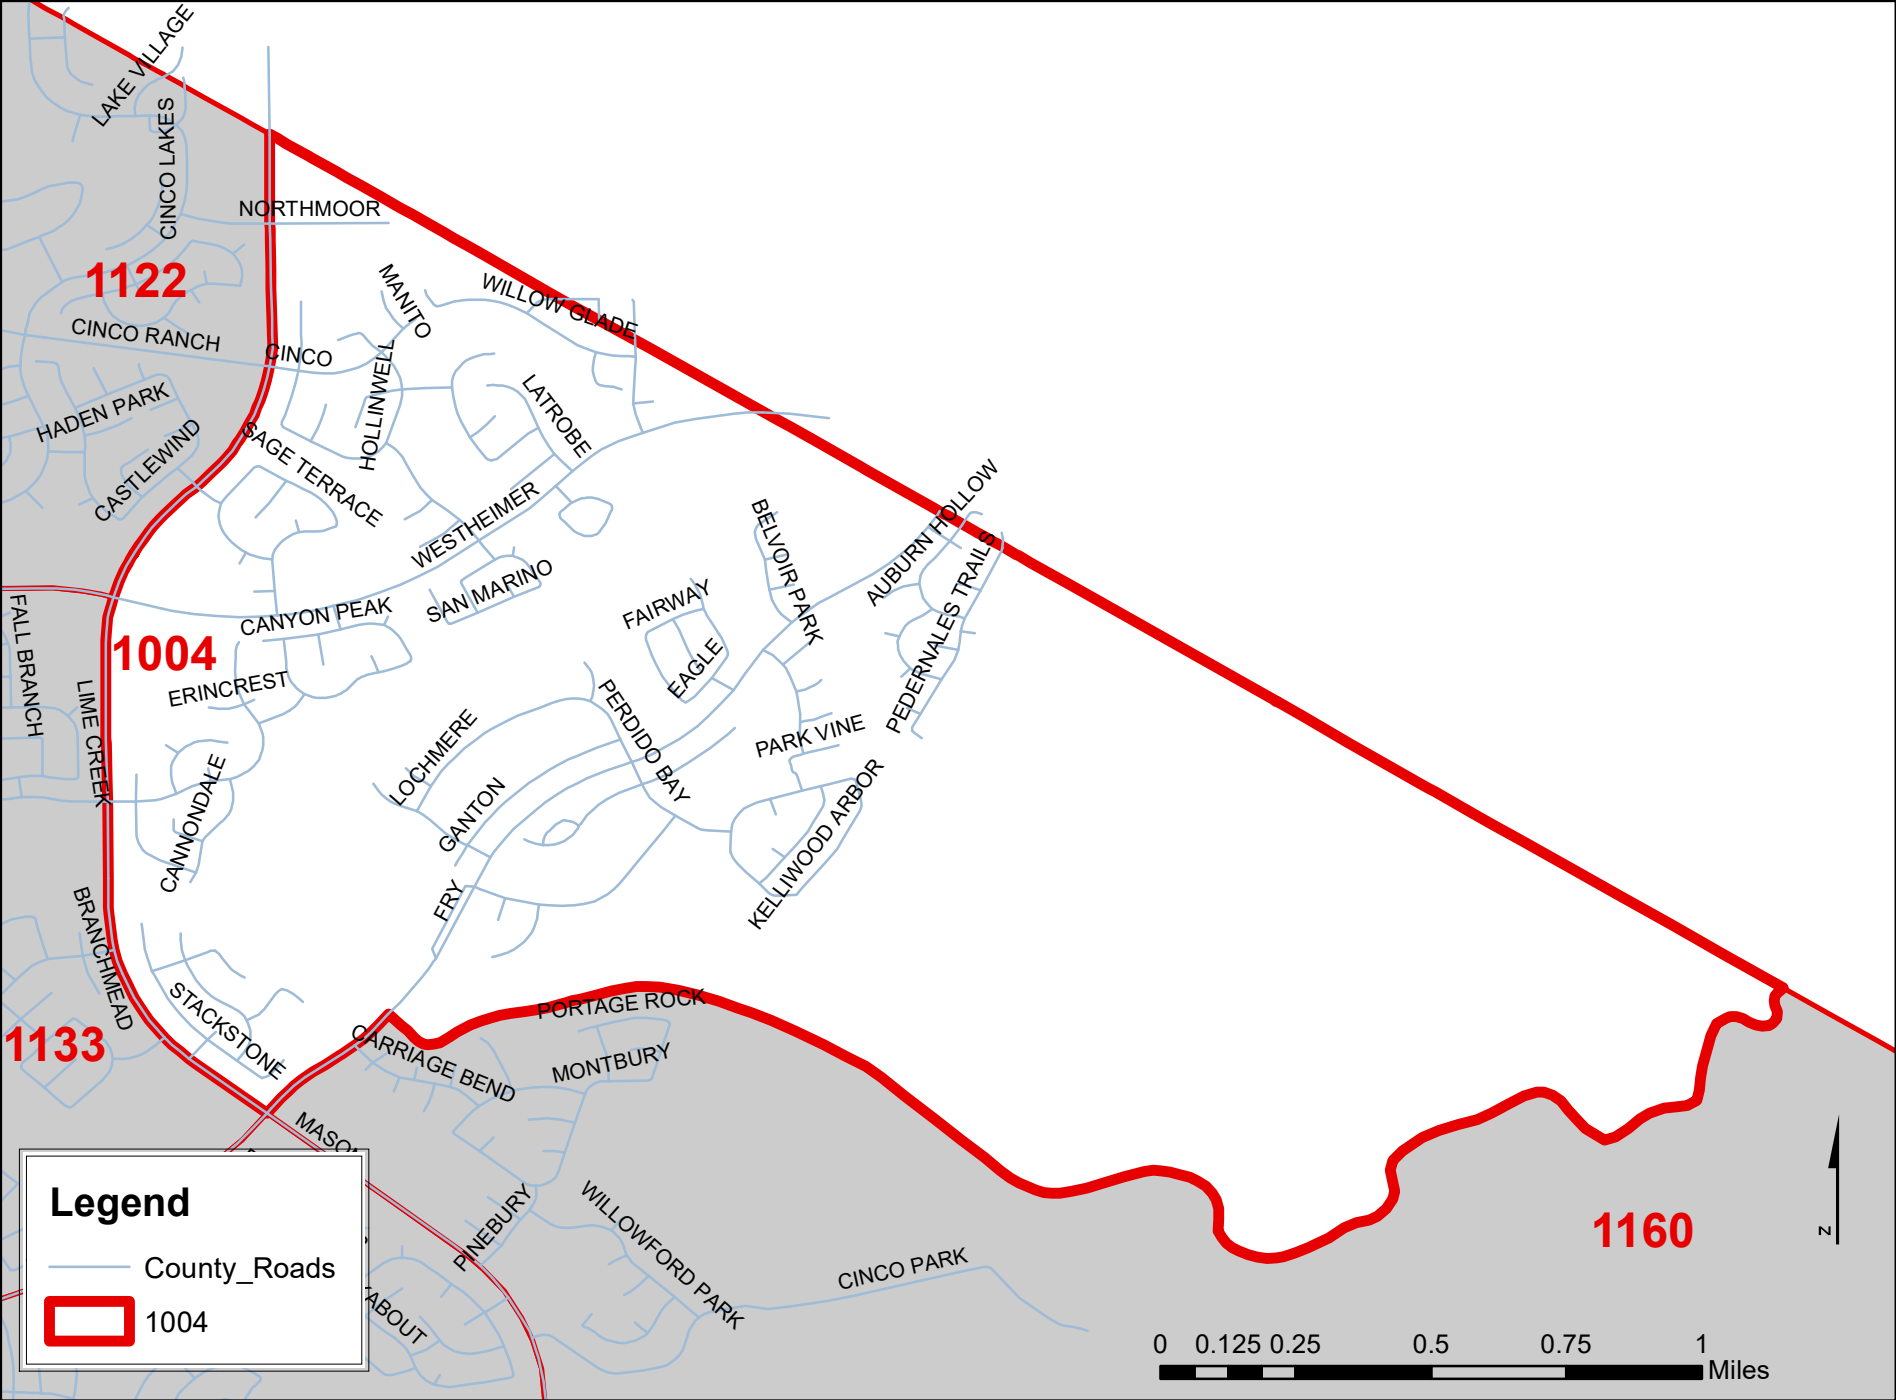 LAKE VILLAGE
CINCO LAKES
NORTHMOOR
1122
MANITO
WILLOW GLADE
CINCO RANCH
CINCO
HOLLINWELL
LATROBE
HADEN PARK
CASTLEWIND
SAGE TERRACE
WESTHEIMER
AUBURN HOLLOW
BELVOIR PARK
PEDERNALES TRAILS
SAN MARINO
FAIRWAY
CANYON PEAK
FALL BRANCH
1004
EAGLE
ERINCREST
LIME CREEK
PERDIDO BAY
LOCHMERE
PARK VINE
CANNONDALE
GANTON
KELLIWOOD ARBOR
FRY
BRANCHMEAD
STACKSTONE
PORTAGE ROCK
1133
CARRIAGE BEND
MONTBURY
MASON
PINEBURY
WILLOWFORD PARK
1160
CINCO PARK
Legend
County_Roads
1004
ABOUT
0 0.125 0.25 0.5 0.75 1
Miles
N